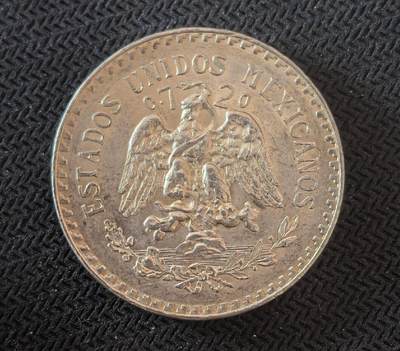 ESTADOS UNIDOS MEXICANOS
0.720